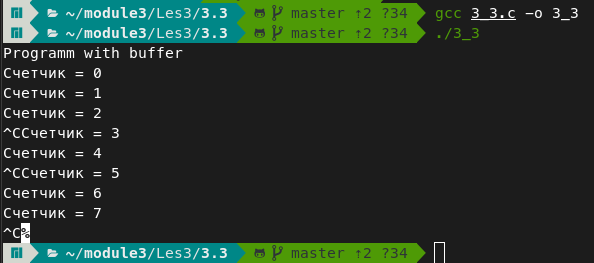 ~/module3/Les3/3.3 master ↑2 ?34 gcc 3_3.c -o 3_3
~/module3/Les3/3.3 master ↑2 ?34 ./3_3
Programm with buffer
Счетчик = 0
Счетчик = 1
Счетчик = 2
^CСчетчик = 3
Счетчик = 4
^CСчетчик = 5
Счетчик = 6
Счетчик = 7
^C%
~/module3/Les3/3.3 master ↑2 ?34